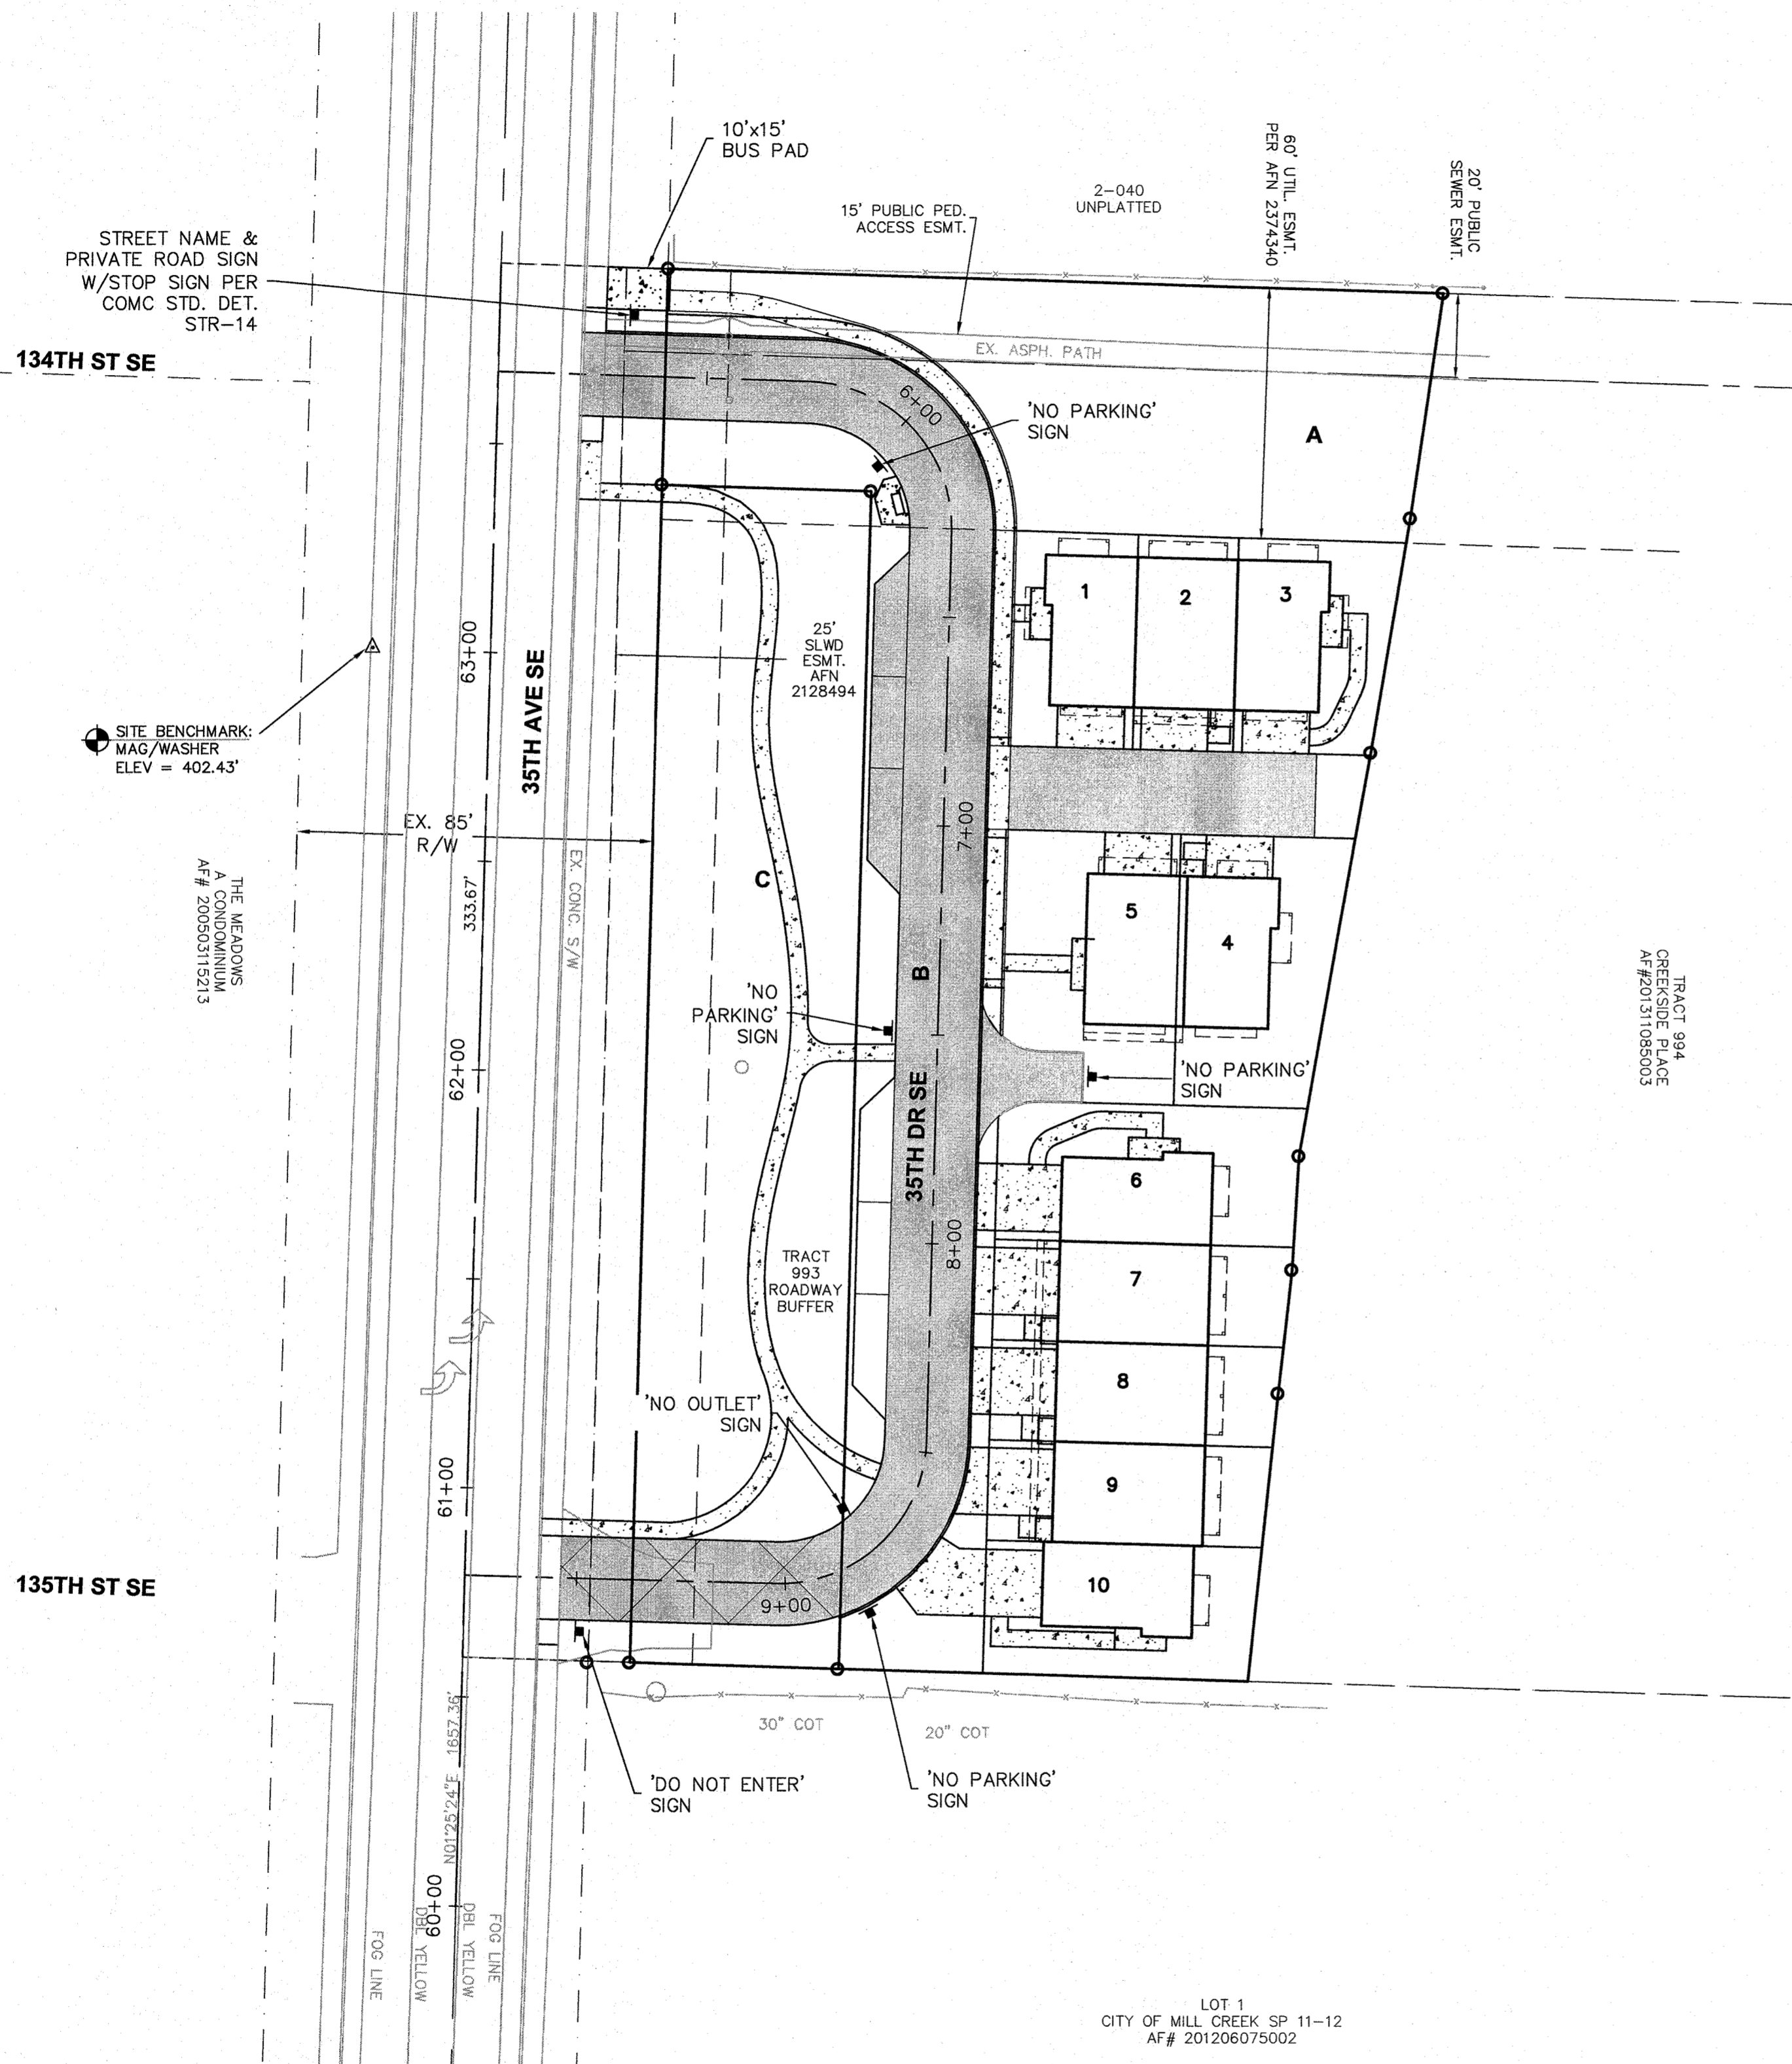 10'x15'
BUS PAD
60' UTIL. ESMT.
PER AFN 2374340
20' PUBLIC
SEWER ESMT.
2-040
UNPLATTED
15' PUBLIC PED.
ACCESS ESMT.
STREET NAME &
PRIVATE ROAD SIGN
W/STOP SIGN PER
COMC STD. DET.
STR-14
134TH ST SE
EX. ASPH. PATH
6+00
'NO PARKING'
SIGN
A
1
2
3
63+00
35TH AVE SE
25'
SLWD
ESMT.
AFN
2128494
SITE BENCHMARK:
MAG/WASHER
ELEV = 402.43'
EX. 85'
R/W
7+00
THE MEADOWS
A CONDOMINIUM
AF# 200503115213
333.67'
EX. CONC. S/W
C
5
4
B
'NO
PARKING'
SIGN
TRACT 994
CREEKSIDE PLACE
AF#201311085003
62+00
35TH DR SE
'NO PARKING'
SIGN
6
8+00
TRACT
993
ROADWAY
BUFFER
7
8
'NO OUTLET'
SIGN
61+00
9
135TH ST SE
10
9+00
30" COT
20" COT
N01°25'24"E 1657.36'
'DO NOT ENTER'
SIGN
'NO PARKING'
SIGN
60+00
FOG LINE
DBL YELLOW
DBL YELLOW
FOG LINE
LOT 1
CITY OF MILL CREEK SP 11-12
AF# 201206075002